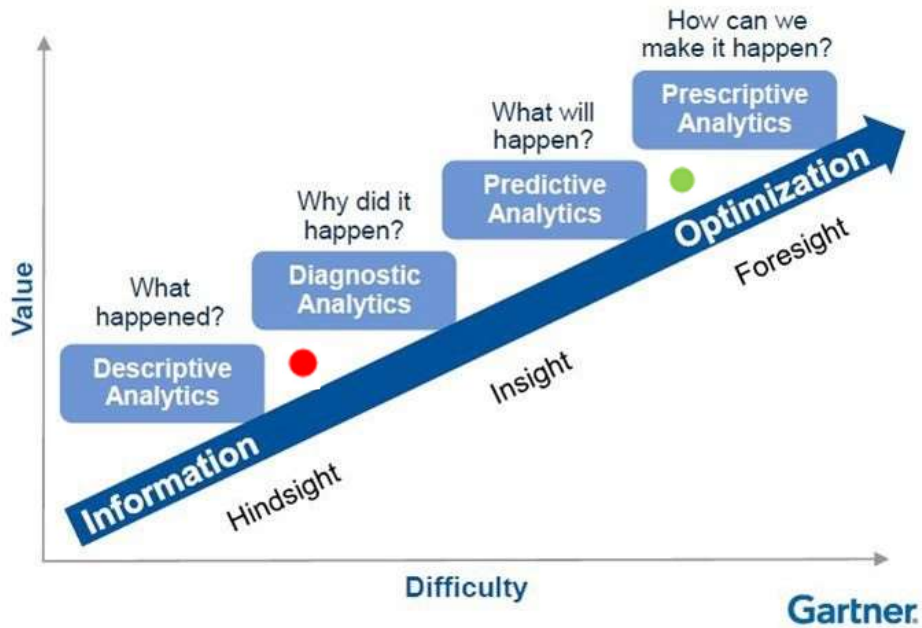 How can we
make it happen?
Prescriptive
Analytics
What will
happen?
Predictive
Analytics
Why did it
happen?
Diagnostic
Analytics
What
happened?
Descriptive
Analytics
Value
Information
Optimization
Hindsight
Insight
Foresight
Difficulty
Gartner.